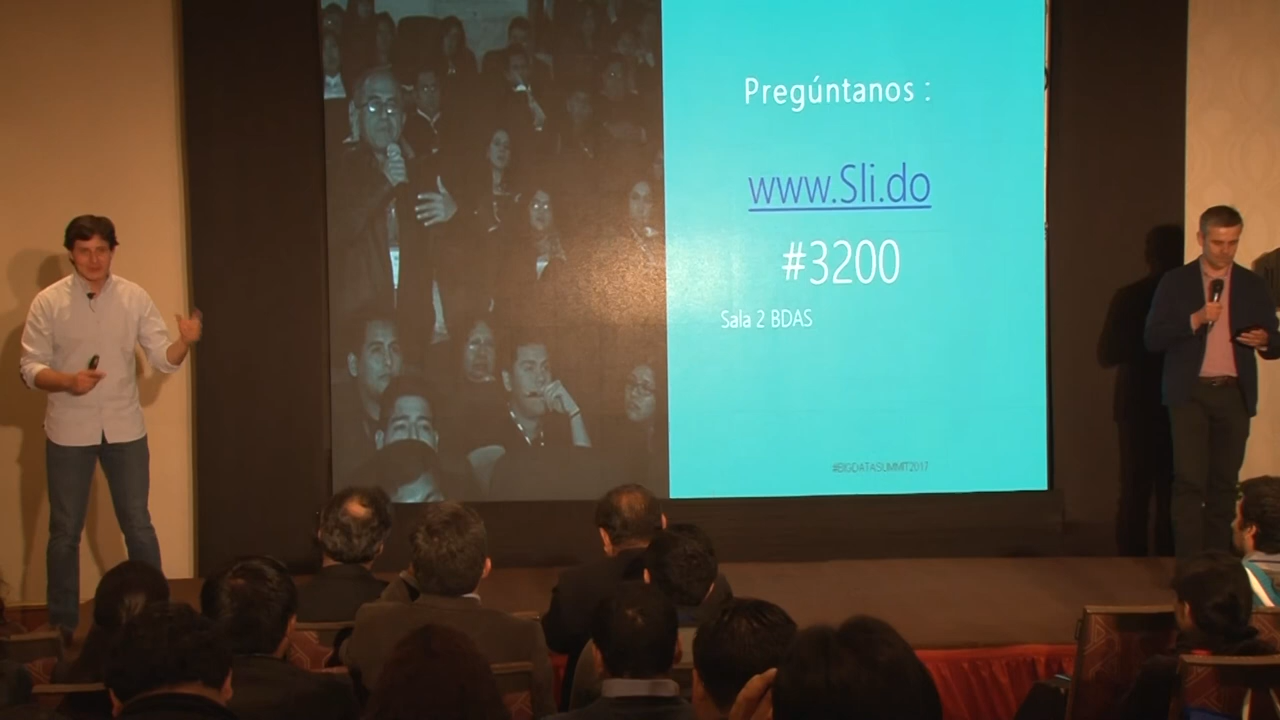 Pregúntanos :
www.Sli.do
#3200
Sala 2 BDAS
#BIGDATASUMMIT2017